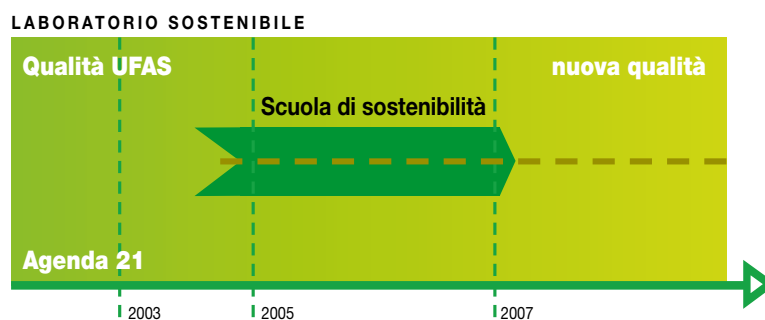 LABORATORIO SOSTENIBILE
Qualità UFAS
nuova qualità
Scuola di sostenibilità
Agenda 21
2003
2005
2007